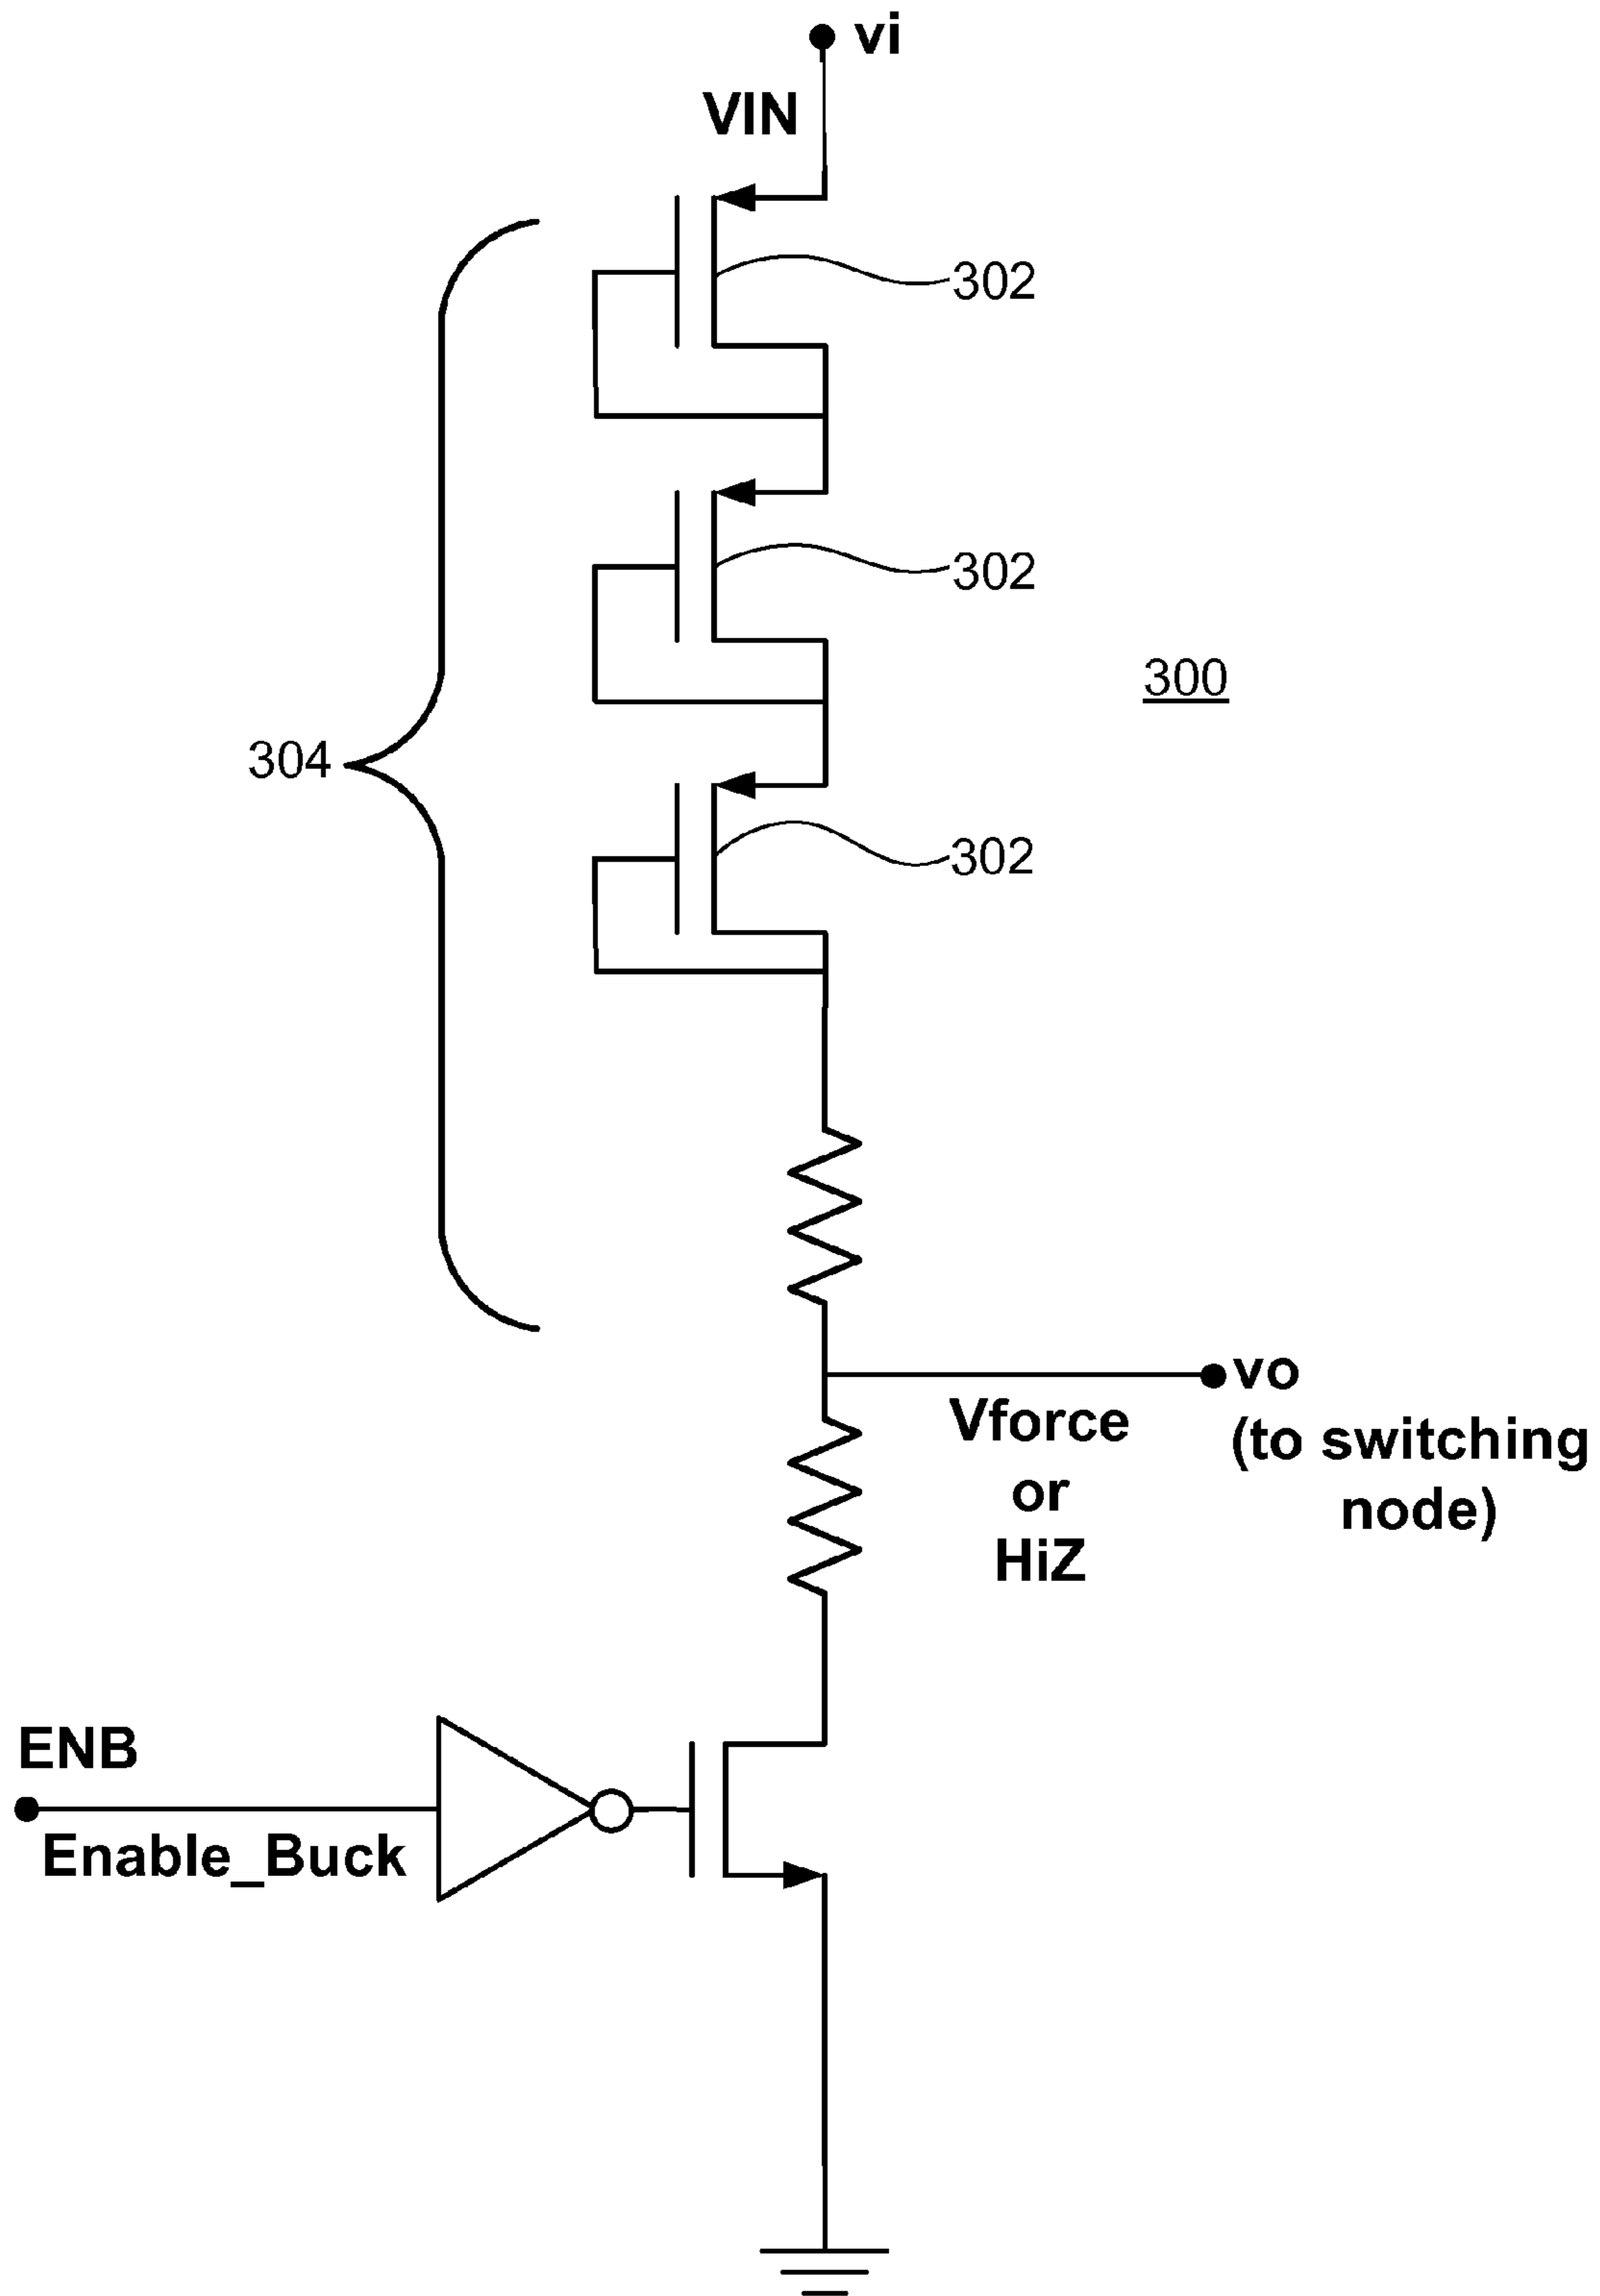 vi
VIN
302
302
300
304
302
vo
Vforce
(to switching
or
node)
HiZ
ENB
Enable_Buck